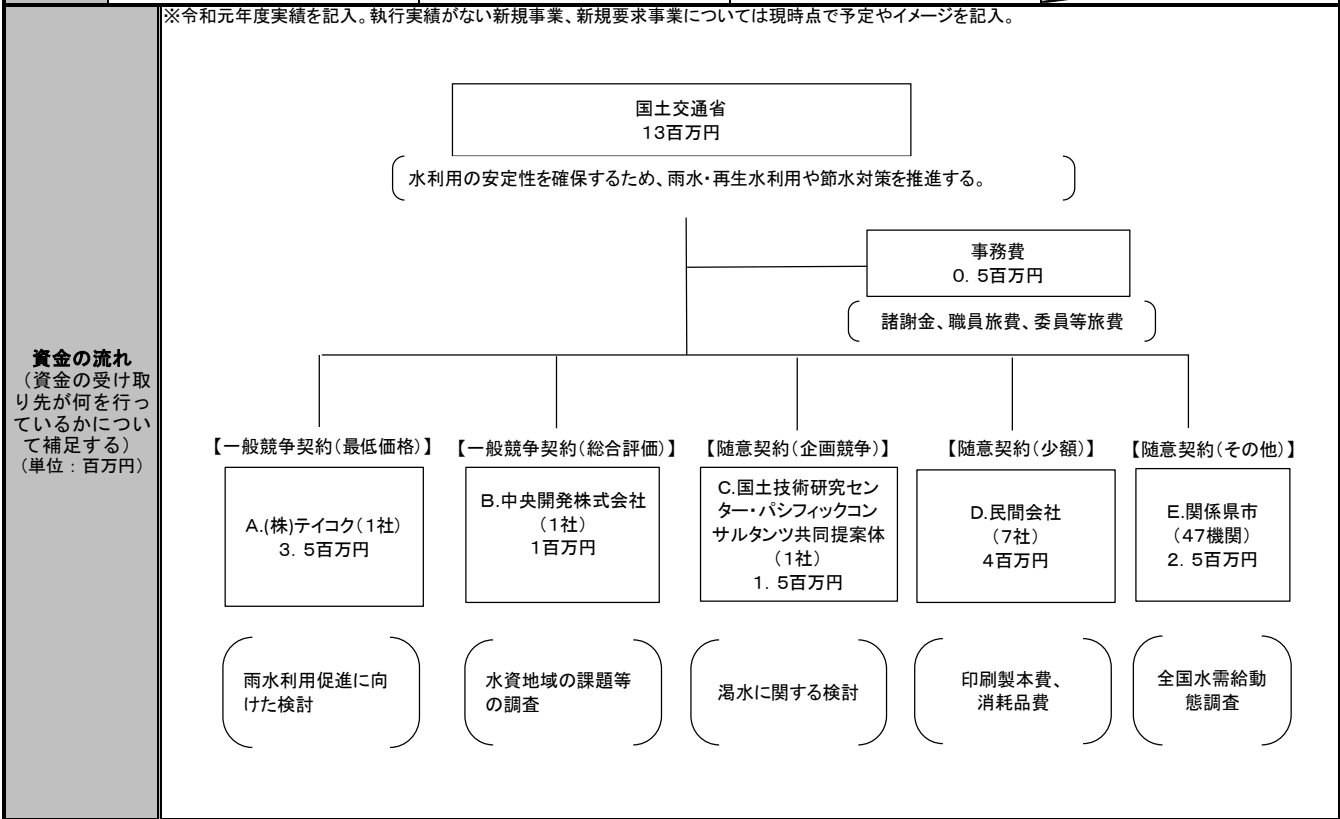 ※令和元年度実績を記入。執行実績がない新規事業、新規要求事業については現時点で予定やイメージを記入。
国土交通省
13百万円
水利用の安定性を確保するため、雨水・再生水利用や節水対策を推進する。
事務費
0．5百万円
諸謝金、職員旅費、委員等旅費
資金の流れ
（資金の受け取
り先が何を行っ
ているかについ
て補足する）
（単位：百万円）
【一般競争契約(最低価格)】
A.(株)テイコク(1社)
3．5百万円
雨水利用促進に向
けた検討
【一般競争契約(総合評価)】
B.中央開発株式会社
(1社)
1百万円
水資地域の課題等
の調査
【随意契約(企画競争)】
C.国土技術研究セン
ター・パシフィックコン
サルタンツ共同提案体
(1社)
1．5百万円
渇水に関する検討
【随意契約(少額)】
D.民間会社
(7社)
4百万円
印刷製本費、
消耗品費
【随意契約(その他)】
E.関係県市
(47機関)
2．5百万円
全国水需給動
態調査